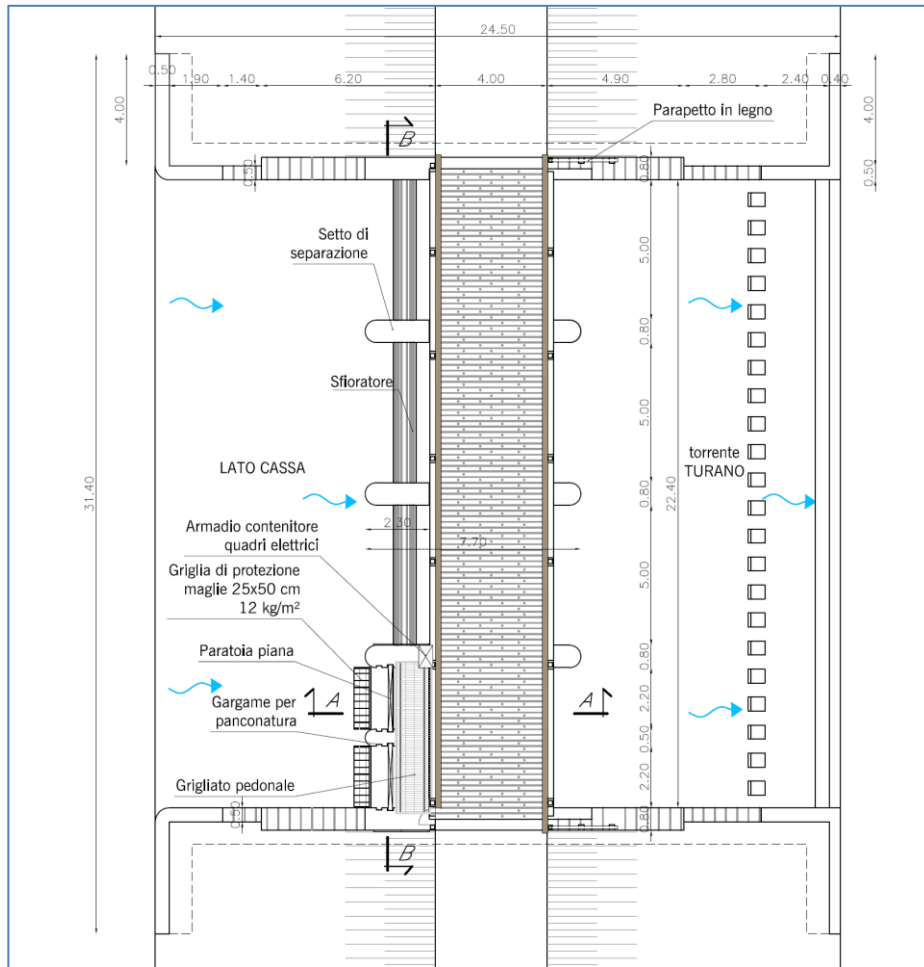 24.50
0.50
1.90
1.40
6.20
4.00
4.90
2.80
2.40
0.40
4.00
4.00
B
Parapetto in legno
0.80
0.50
0.50
Setto di
separazione
5.00
0.80
Sfioratore
5.00
31.40
LATO CASSA
torrente
TURANO
0.80
22.40
2.30
7.70
Armadio contenitore
quadri elettrici
Griglia di protezione
maglie 25x50 cm
12 kg/m²
5.00
Paratoia piana
0.80
A
A
2.20
Gargame per
panconatura
0.50
Grigliato pedonale
2.20
0.50
0.80
B